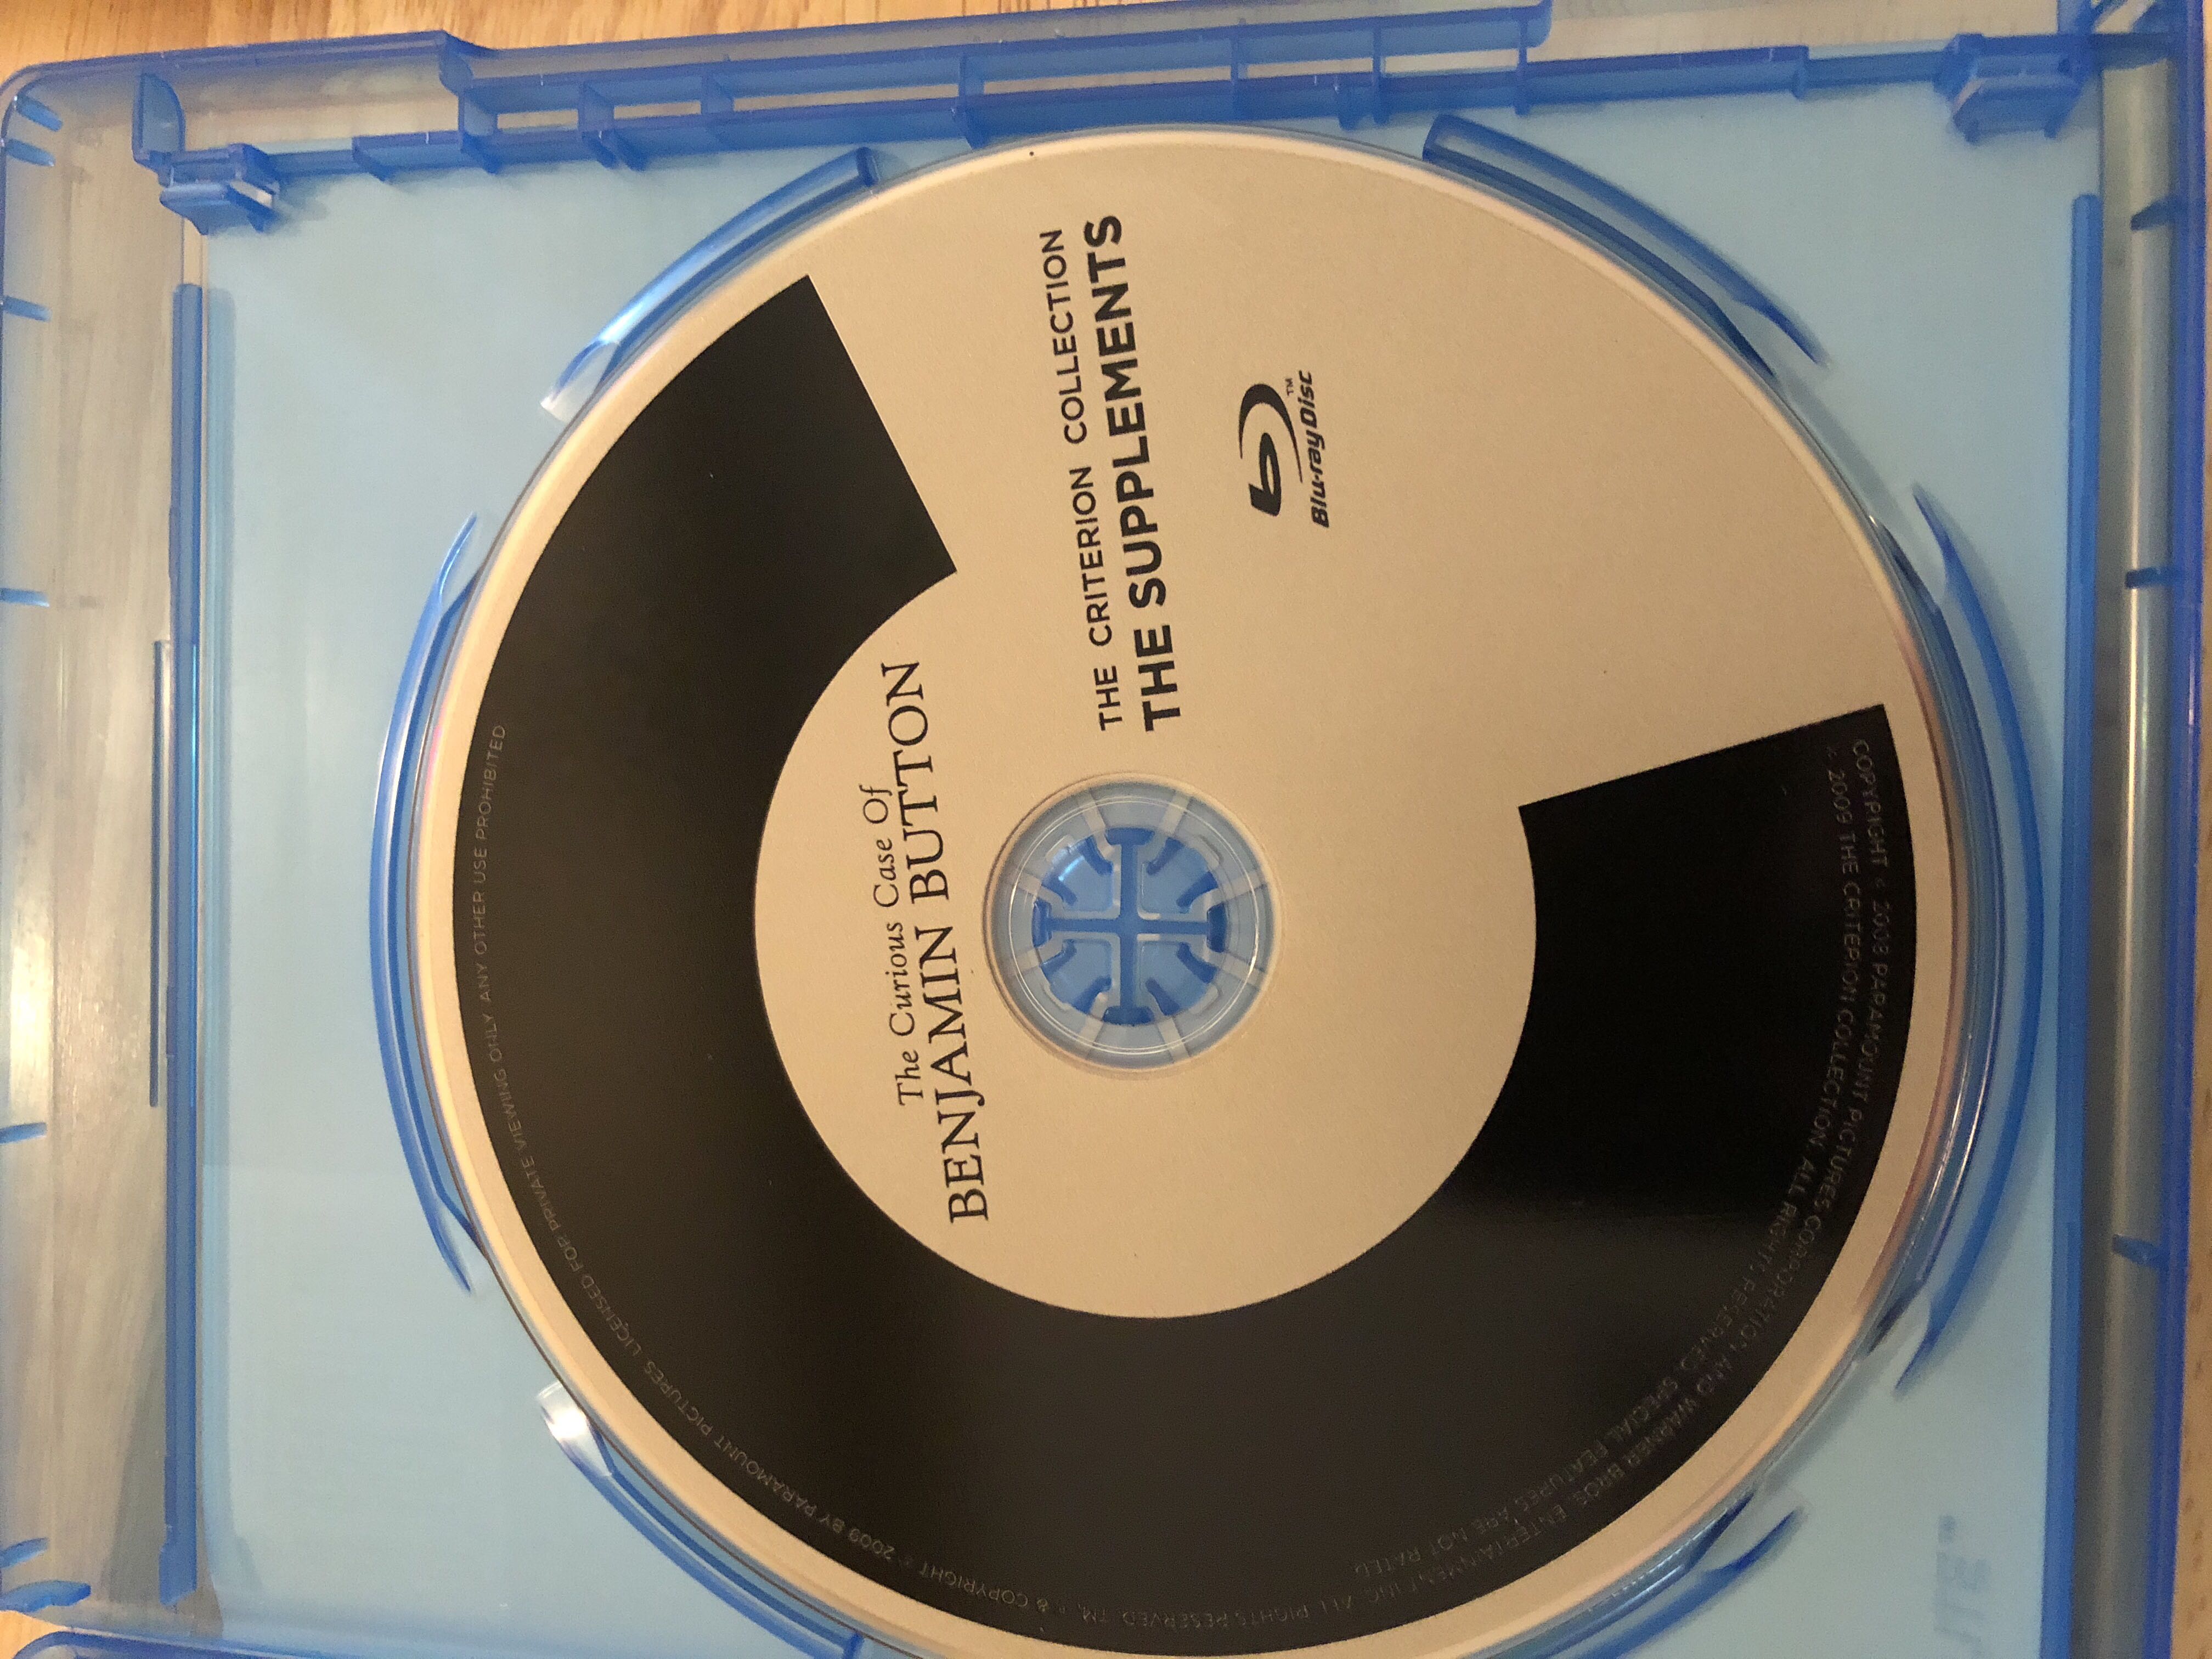 The Curious Case Of
BENJAMIN BUTTON
THE CRITERION COLLECTION
THE SUPPLEMENTS
Blu-ray Disc™
COPYRIGHT © 2008 PARAMOUNT PICTURES CORPORATION AND WARNER BROS. ENTERTAINMENT INC. ALL RIGHTS RESERVED. TM, ® & COPYRIGHT © 2009 BY PARAMOUNT PICTURES. LICENSED FOR PRIVATE VIEWING ONLY. ANY OTHER USE PROHIBITED
© 2009 THE CRITERION COLLECTION. ALL RIGHTS RESERVED. SPECIAL FEATURES ARE NOT RATED.